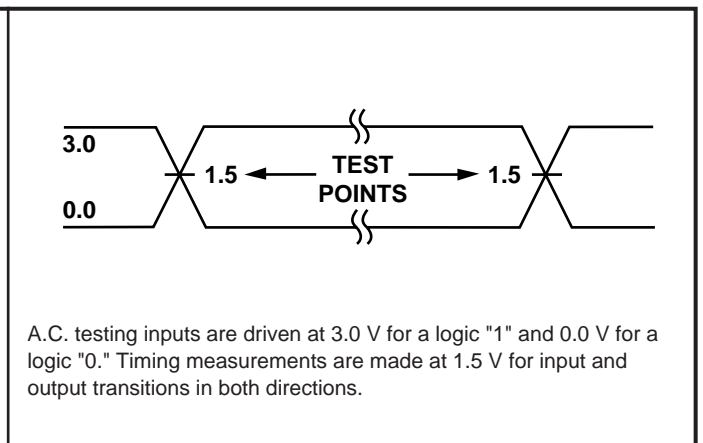 3.0
1.5 TEST POINTS 1.5
0.0
A.C. testing inputs are driven at 3.0 V for a logic "1" and 0.0 V for a
logic "0." Timing measurements are made at 1.5 V for input and
output transitions in both directions.